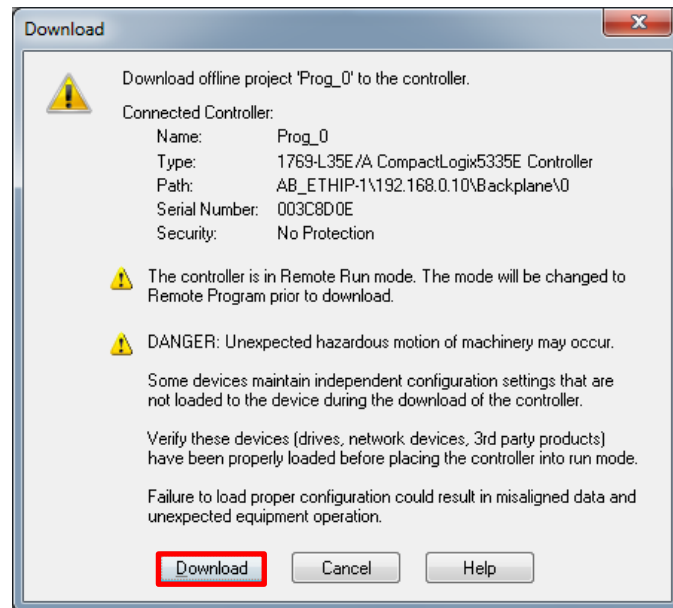 Download
Download offline project 'Prog_0' to the controller.
Connected Controller:
Name: Prog_0
Type: 1769-L35E/A CompactLogix5335E Controller
Path: AB_ETHIP-1\192.168.0.10\Backplane\0
Serial Number: 003C8D0E
Security: No Protection
The controller is in Remote Run mode. The mode will be changed to
Remote Program prior to download.
DANGER: Unexpected hazardous motion of machinery may occur.
Some devices maintain independent configuration settings that are
not loaded to the device during the download of the controller.
Verify these devices (drives, network devices, 3rd party products)
have been properly loaded before placing the controller into run mode.
Failure to load proper configuration could result in misaligned data and
unexpected equipment operation.
Download Cancel Help